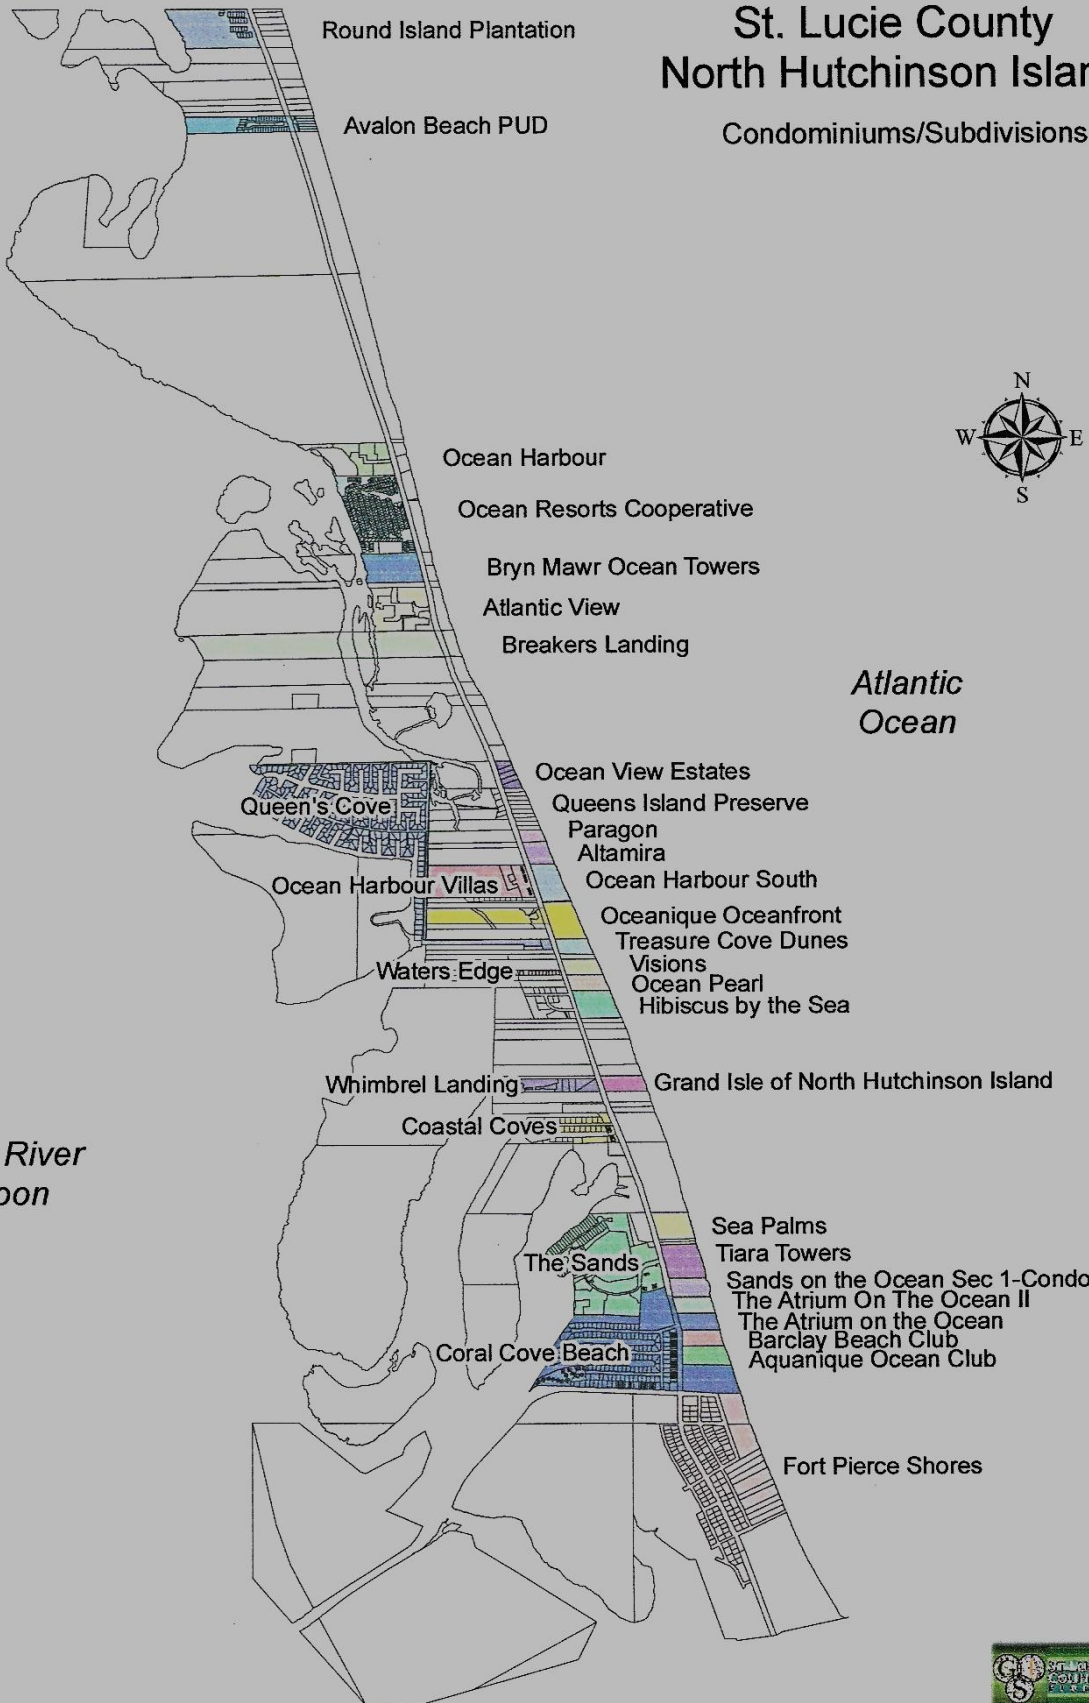 St. Lucie County
North Hutchinson Islan
Condominiums/Subdivisions
Round Island Plantation
Avalon Beach PUD
N
W
E
S
Ocean Harbour
Ocean Resorts Cooperative
Bryn Mawr Ocean Towers
Atlantic View
Breakers Landing
Atlantic
Ocean
Ocean View Estates
Queen's Cove
Queens Island Preserve
Paragon
Altamira
Ocean Harbour Villas
Ocean Harbour South
Oceanique Oceanfront
Treasure Cove Dunes
Visions
Waters Edge
Ocean Pearl
Hibiscus by the Sea
Whimbrel Landing
Grand Isle of North Hutchinson Island
Coastal Coves
River
oon
Sea Palms
Tiara Towers
The Sands
Sands on the Ocean Sec 1-Condo
The Atrium On The Ocean II
The Atrium on the Ocean
Barclay Beach Club
Coral Cove Beach
Aquanique Ocean Club
Fort Pierce Shores
G
S